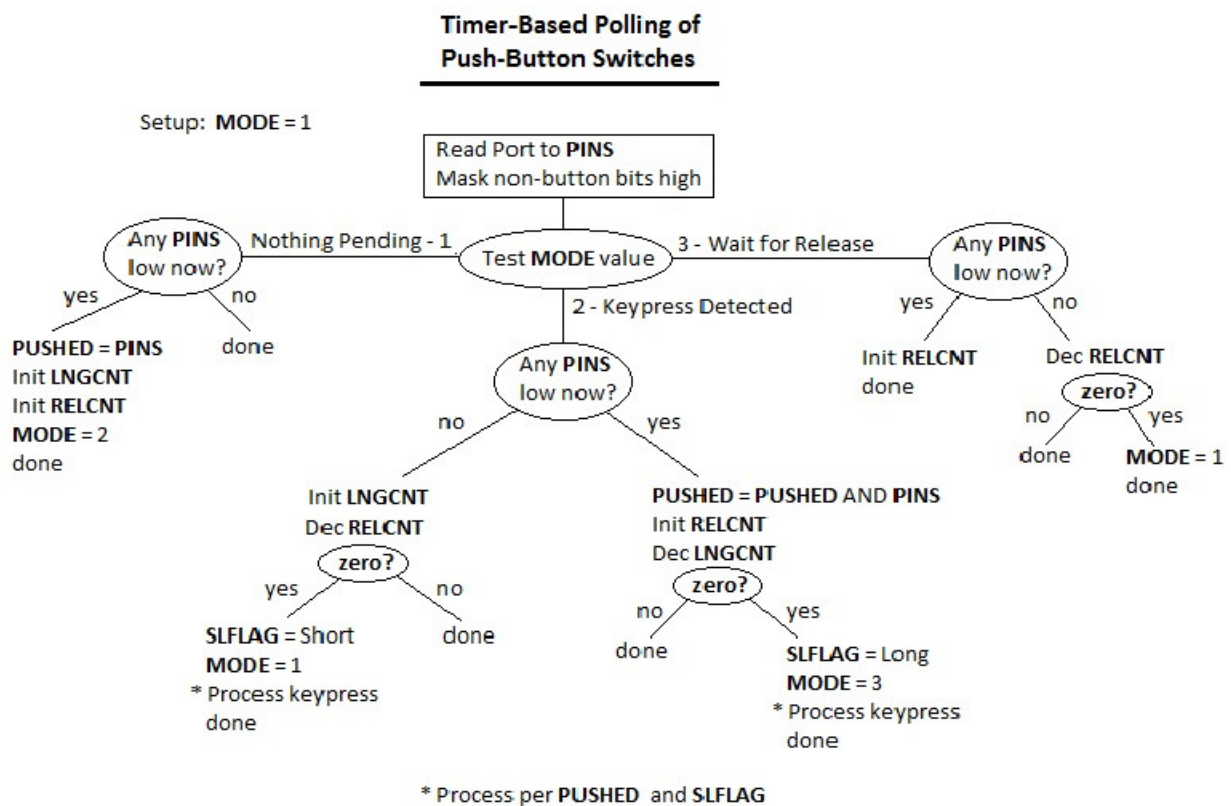 Timer-Based Polling of
Push-Button Switches
Setup: MODE = 1
Read Port to PINS
Mask non-button bits high
Test MODE value
Nothing Pending - 1
Any PINS
low now?
yes
no
PUSHED = PINS
Init LNGCNT
Init RELCNT
MODE = 2
done
done
2 - Keypress Detected
Any PINS
low now?
no
yes
Init LNGCNT
Dec RELCNT
zero?
yes
no
SLFLAG = Short
MODE = 1
* Process keypress
done
done
PUSHED = PUSHED AND PINS
Init RELCNT
Dec LNGCNT
zero?
no
yes
done
SLFLAG = Long
MODE = 3
* Process keypress
done
3 - Wait for Release
Any PINS
low now?
yes
no
Init RELCNT
done
Dec RELCNT
zero?
no
yes
done
MODE = 1
done
* Process per PUSHED and SLFLAG